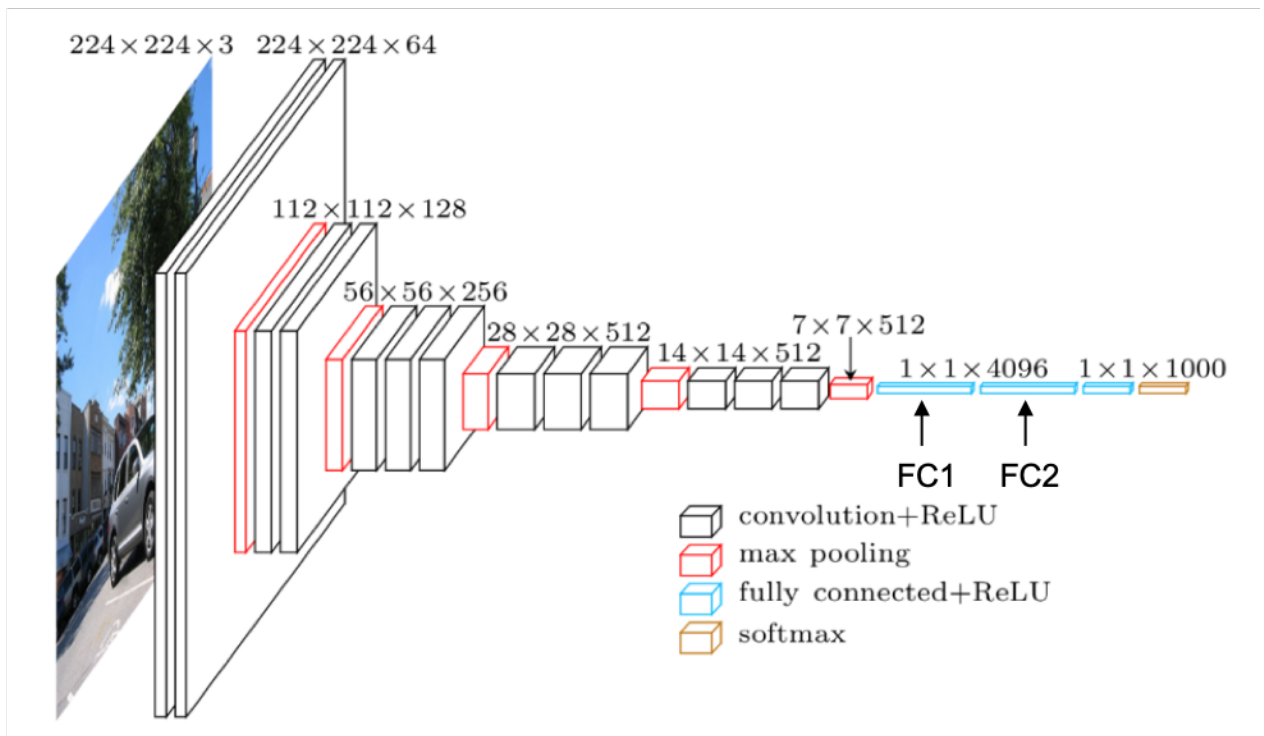 224×224×3
224×224×64
112×112×128
56×56×256
28×28×512
14×14×512
7×7×512
1×1×4096
1×1×1000
FC1
FC2
convolution+ReLU
max pooling
fully connected+ReLU
softmax